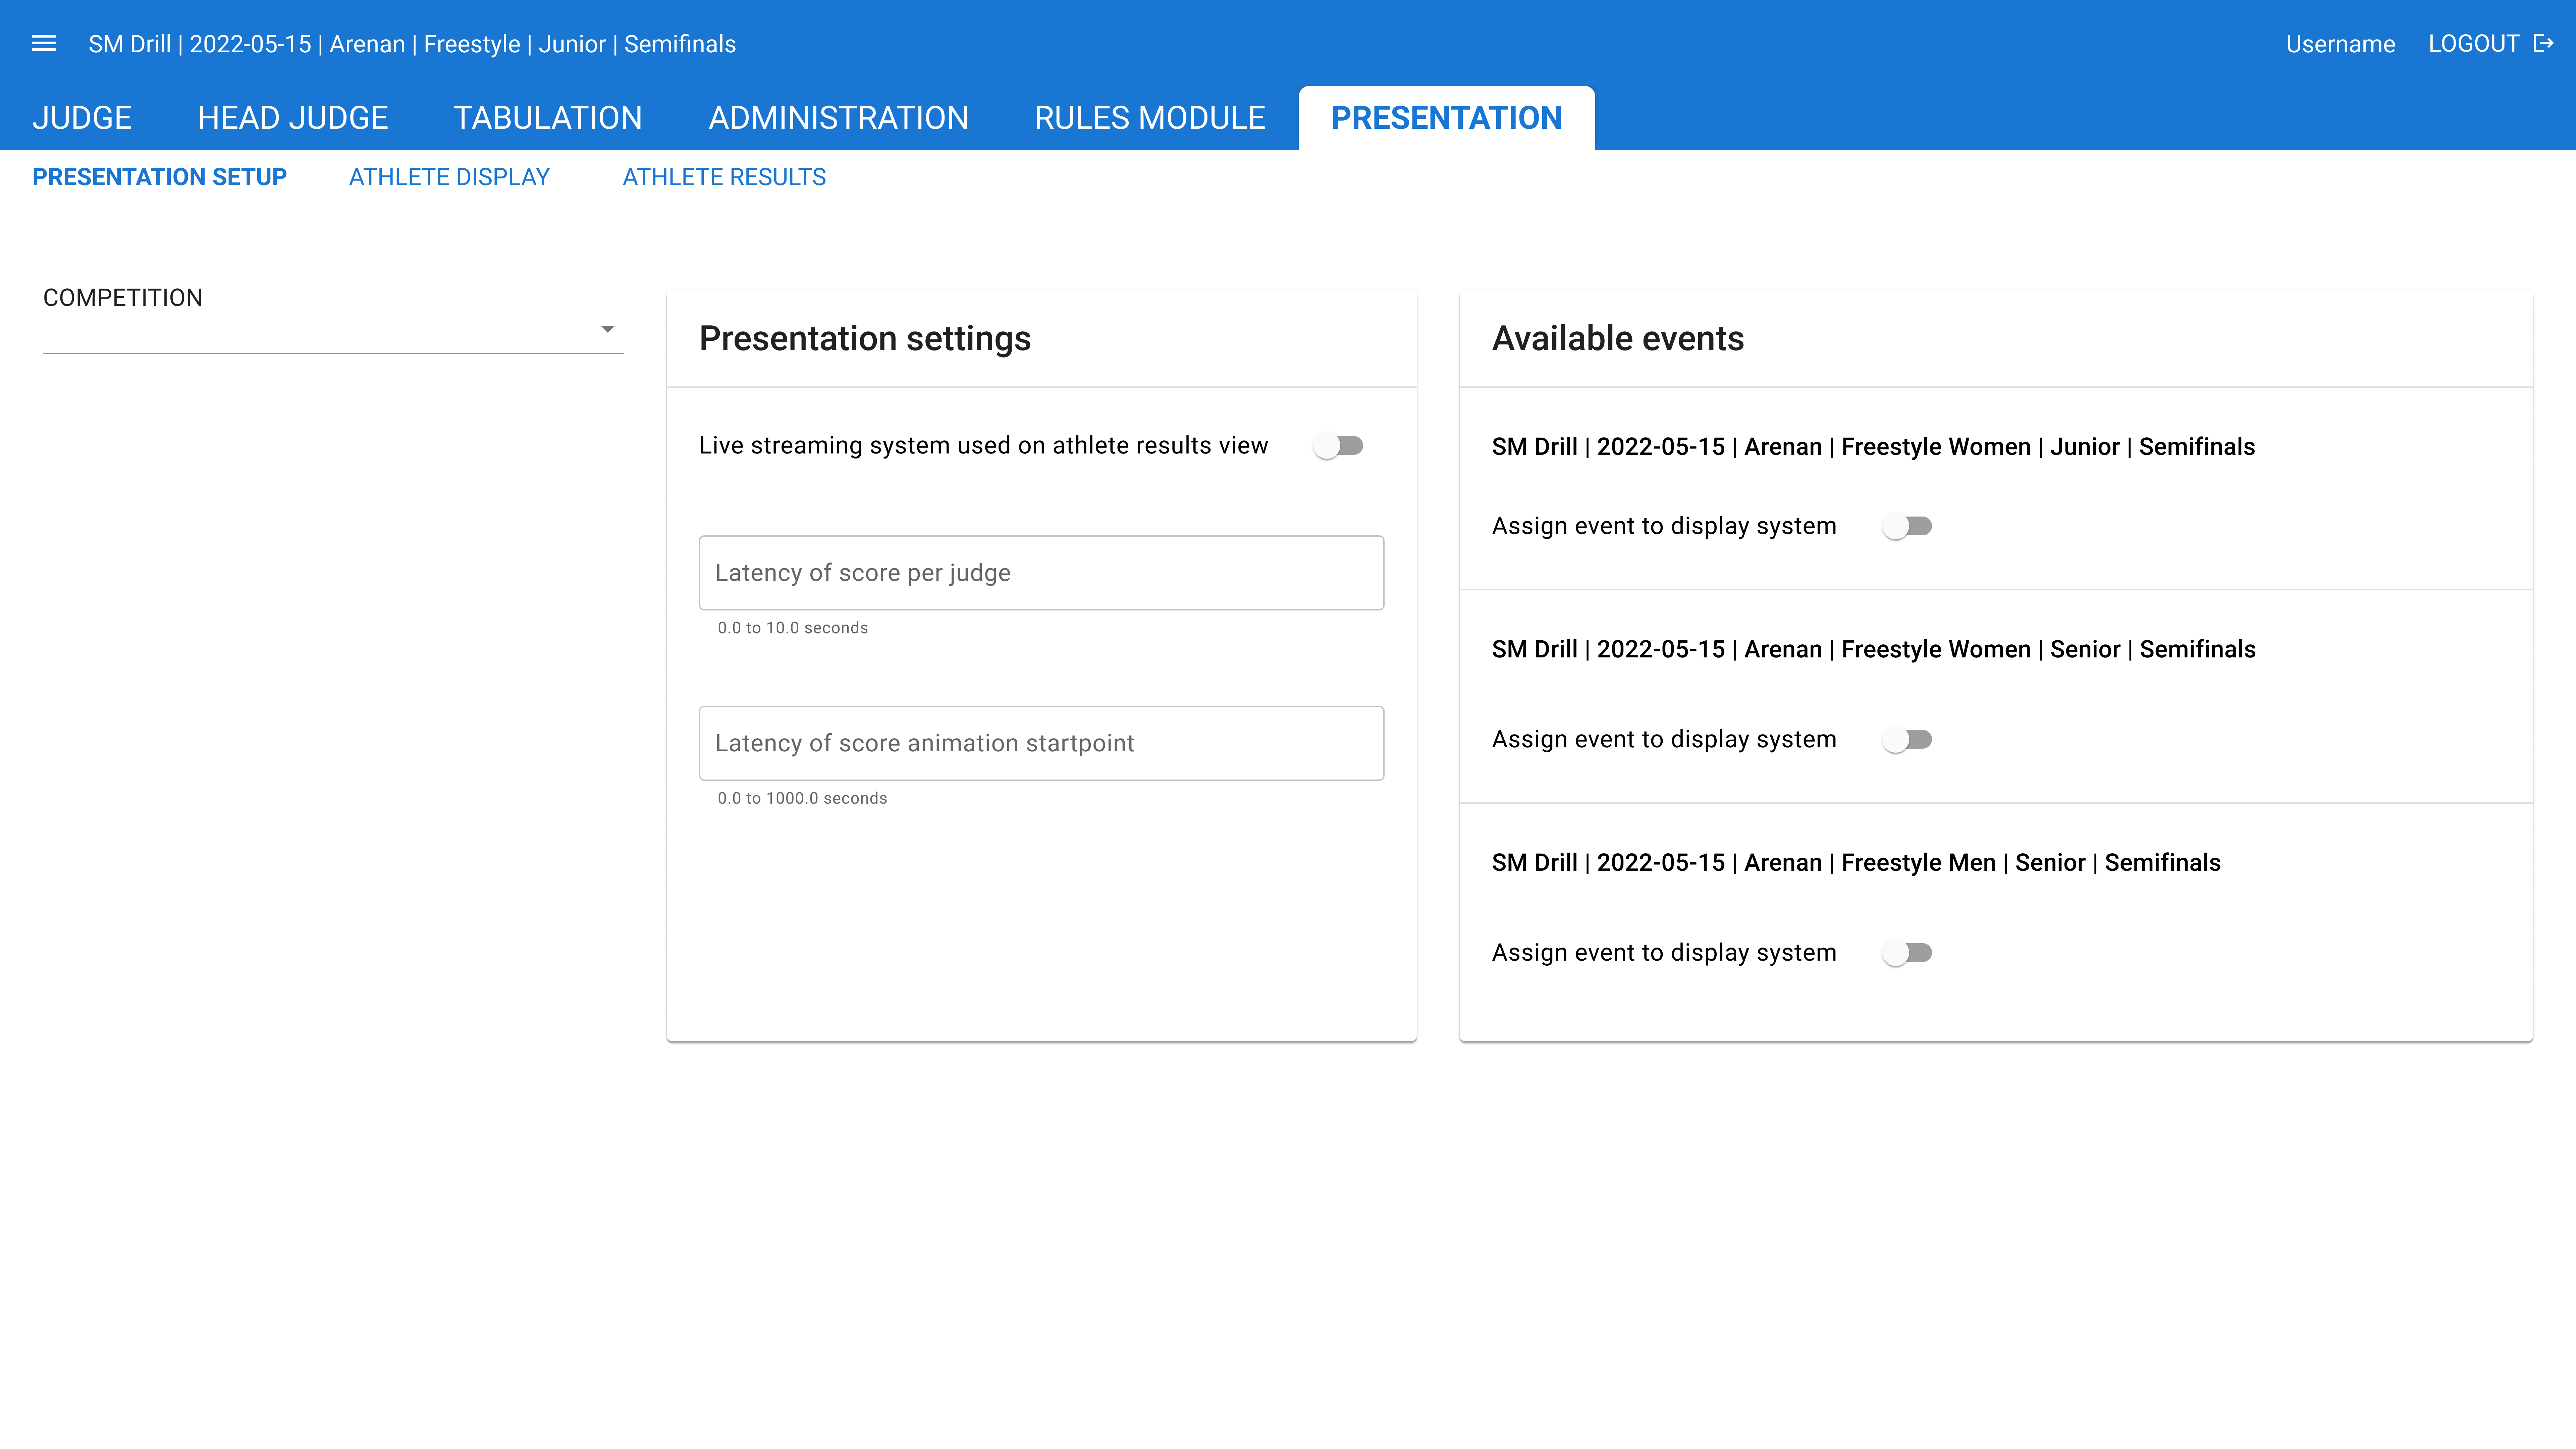 SM Drill | 2022-05-15 | Arenan | Freestyle | Junior | Semifinals
Username
LOGOUT
JUDGE
HEAD JUDGE
TABULATION
ADMINISTRATION
RULES MODULE
PRESENTATION
PRESENTATION SETUP
ATHLETE DISPLAY
ATHLETE RESULTS
COMPETITION
Presentation settings
Live streaming system used on athlete results view
Latency of score per judge
0.0 to 10.0 seconds
Latency of score animation startpoint
0.0 to 1000.0 seconds
Available events
SM Drill | 2022-05-15 | Arenan | Freestyle Women | Junior | Semifinals
Assign event to display system
SM Drill | 2022-05-15 | Arenan | Freestyle Women | Senior | Semifinals
Assign event to display system
SM Drill | 2022-05-15 | Arenan | Freestyle Men | Senior | Semifinals
Assign event to display system